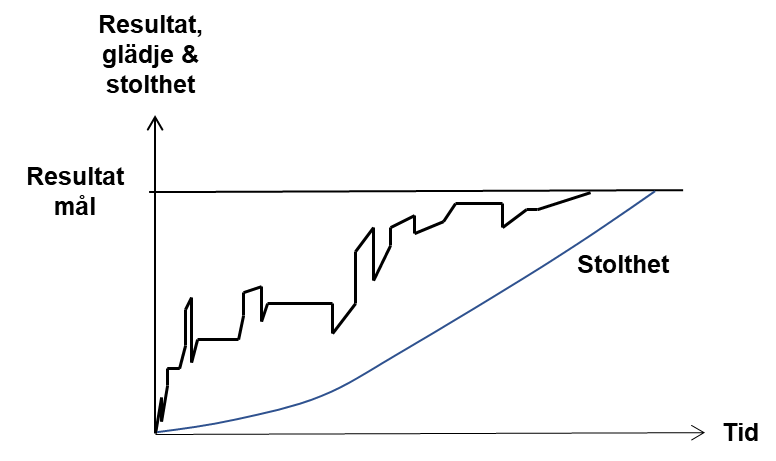 Resultat,
glädje &
stolthet
Resultat
mål
Stolthet
Tid